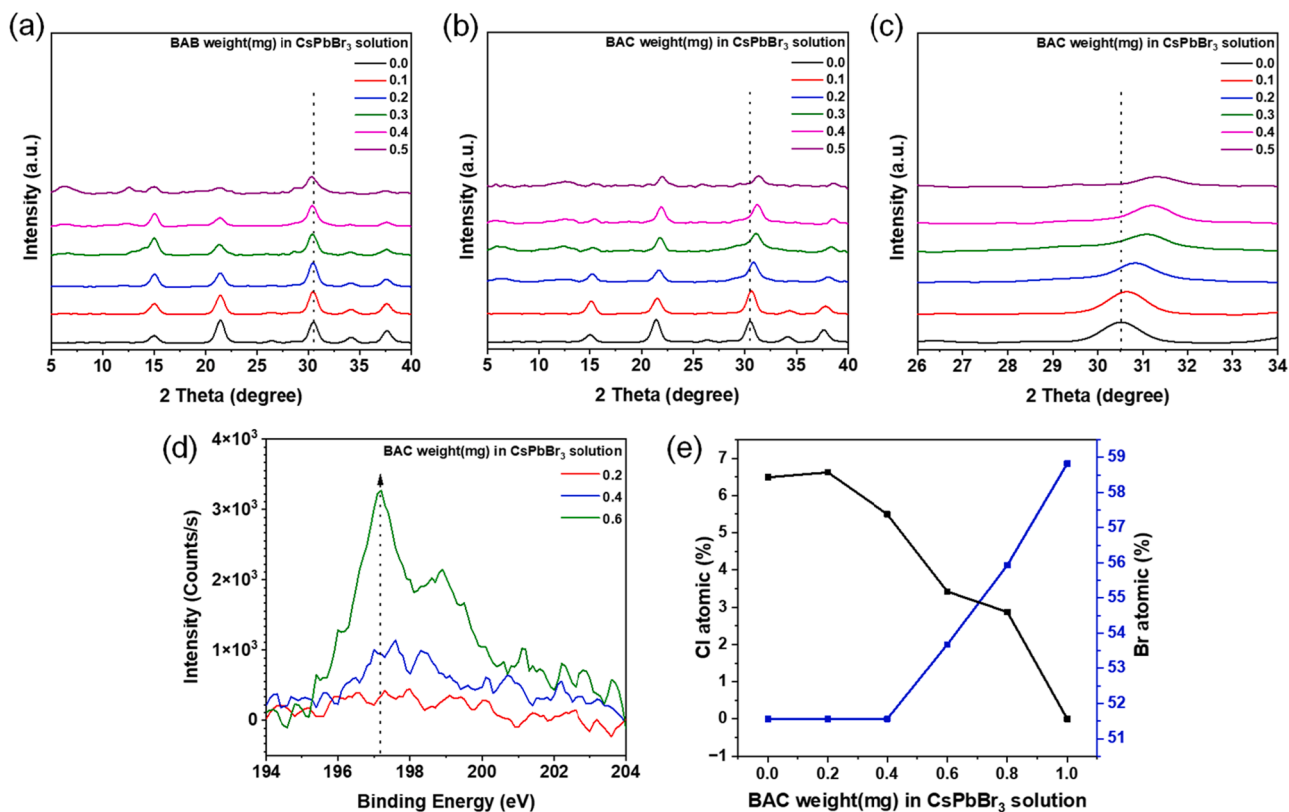 (a)
BAB weight(mg) in CsPbBr₃ solution
0.0
0.1
0.2
0.3
0.4
0.5
Intensity (a.u.)
5 10 15 20 25 30 35 40
2 Theta (degree)
(b)
BAC weight(mg) in CsPbBr₃ solution
0.0
0.1
0.2
0.3
0.4
0.5
Intensity (a.u.)
5 10 15 20 25 30 35 40
2 Theta (degree)
(c)
BAC weight(mg) in CsPbBr₃ solution
0.0
0.1
0.2
0.3
0.4
0.5
Intensity (a.u.)
26 27 28 29 30 31 32 33 34
2 Theta (degree)
(d)
BAC weight(mg) in CsPbBr₃ solution
0.2
0.4
0.6
4×10³
3×10³
2×10³
1×10³
0
Intensity (Counts/s)
194 196 198 200 202 204
Binding Energy (eV)
(e)
7
6
5
4
3
2
1
0
−1
Cl atomic (%)
59
58
57
56
55
54
53
52
51
Br atomic (%)
0.0 0.2 0.4 0.6 0.8 1.0
BAC weight(mg) in CsPbBr₃ solution